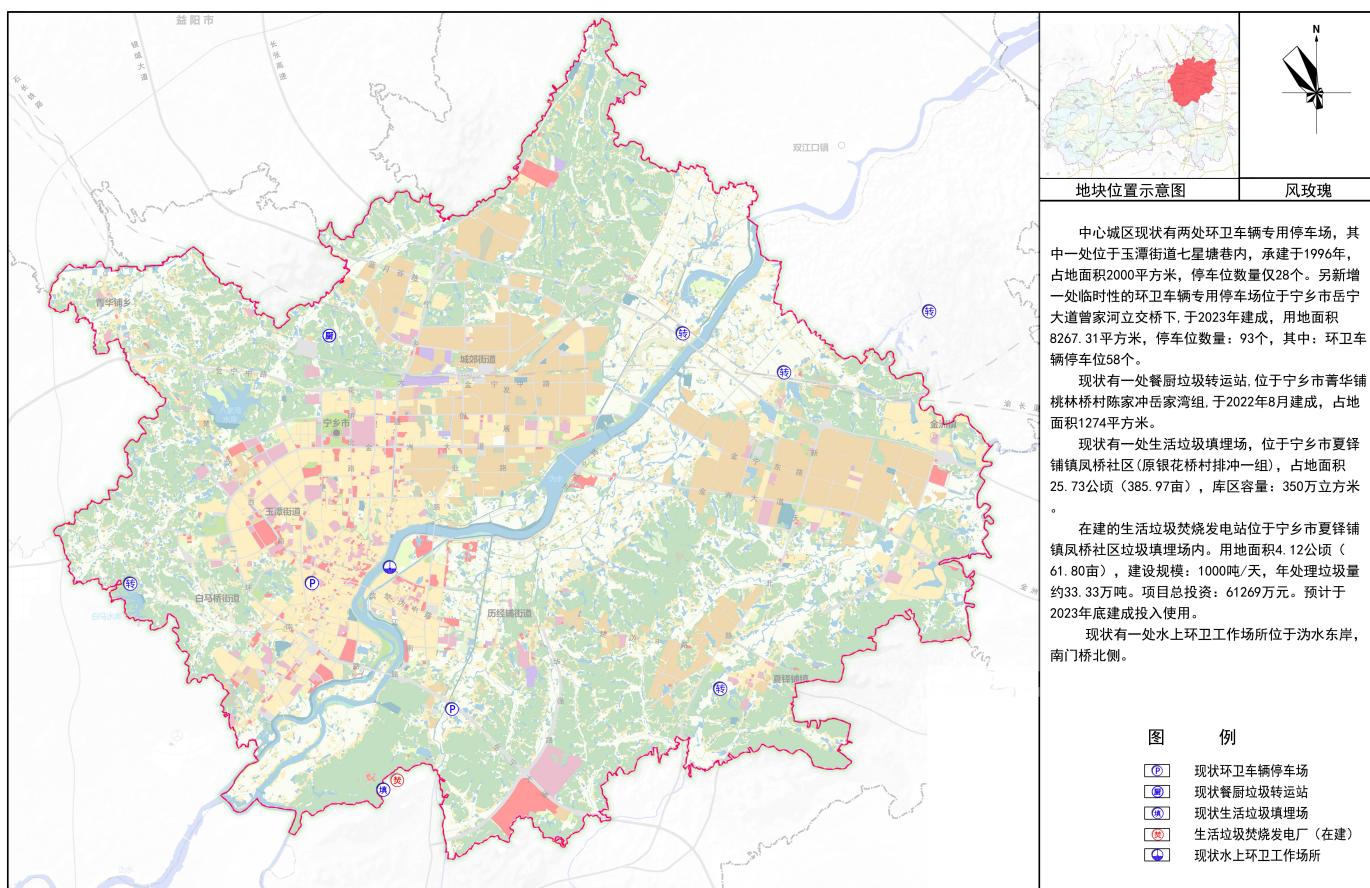 益阳市
银城大道
长张高速
石长铁路
双江口镇
N
地块位置示意图
风玫瑰
菁华铺乡
城郊街道
宁乡市
金洲镇
玉潭街道
白马桥街道
历经铺街道
夏铎铺镇
转
转
转
转
转
厨
P
P
填
焚
中心城区现状有两处环卫车辆专用停车场，其
中一处位于玉潭街道七星塘巷内，承建于1996年，
占地面积2000平方米，停车位数量仅28个。另新增
一处临时性的环卫车辆专用停车场位于宁乡市岳宁
大道曾家河立交桥下,于2023年建成，用地面积
8267.31平方米，停车位数量：93个，其中：环卫车
辆停车位58个。
现状有一处餐厨垃圾转运站,位于宁乡市菁华铺
桃林桥村陈家冲岳家湾组,于2022年8月建成，占地
面积1274平方米。
现状有一处生活垃圾填埋场，位于宁乡市夏铎
铺镇凤桥社区(原银花桥村排冲一组)，占地面积
25.73公顷（385.97亩），库区容量：350万立方米
。
在建的生活垃圾焚烧发电站位于宁乡市夏铎铺
镇凤桥社区垃圾填埋场内。用地面积4.12公顷（
61.80亩），建设规模：1000吨/天，年处理垃圾量
约33.33万吨。项目总投资：61269万元。预计于
2023年底建成投入使用。
现状有一处水上环卫工作场所位于沩水东岸，
南门桥北侧。
图 例
P 现状环卫车辆停车场
厨 现状餐厨垃圾转运站
填 现状生活垃圾填埋场
焚 生活垃圾焚烧发电厂（在建）
现状水上环卫工作场所